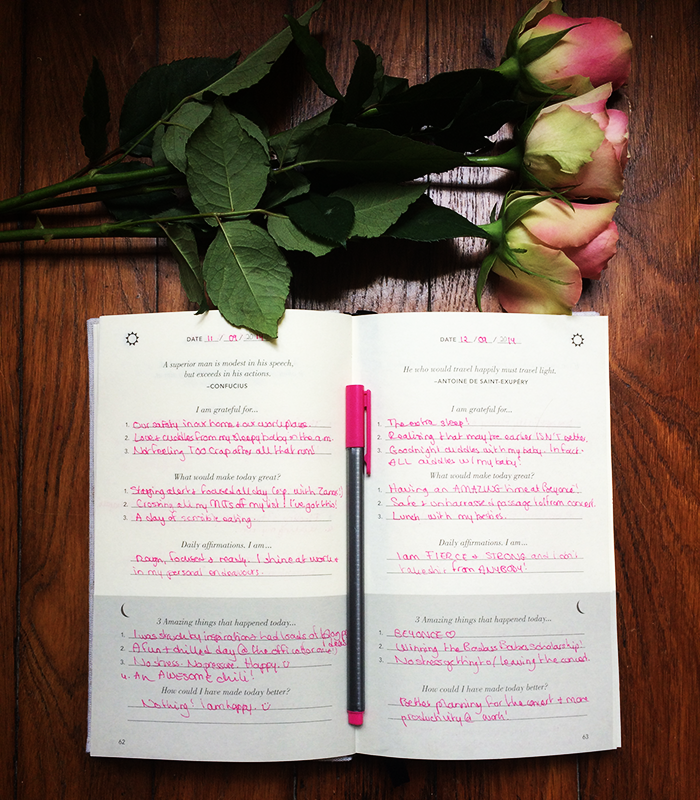 DATE 11 / 09 / 2014
A superior man is modest in his speech,
but exceeds in his actions.
–CONFUCIUS
I am grateful for...
1. Our safety in our home + our workplaces.
2. Love + cuddles from my sleepy baby in the a.m.
3. Not feeling TOO crap after all that rum!
What would make today great?
1. Staying alert + focused all day (esp. with Zane!)
2. Crossing all my MITs off my list! I've got this!
3. A day of sensible eating.
Daily affirmations. I am...
focused + ready. I shine at work +
in my personal endeavours.
3 Amazing things that happened today...
1. I was struck by inspiration + had loads of
2. A fun + chilled day @ the office
3. No stress. No pressure. Happy.
4. An AWESOME chili!
How could I have made today better?
Nothing! I am happy.
62
DATE 12 / 09 / 2014
He who would travel happily must travel light.
–ANTOINE DE SAINT-EXUPÉRY
I am grateful for...
1. The extra sleep!
2. Realizing that maybe earlier ISN'T better.
3. Goodnight cuddles with my baby. In fact -
ALL cuddles w/ my baby!
What would make today great?
1. Having an AMAZING time at Beyoncé!
2. Safe + unharassed passage to + from concert.
3. Lunch with my besties.
Daily affirmations. I am...
I am FIERCE + STRONG and I don't
take sh*t from ANYBODY!
3 Amazing things that happened today...
1. BEYONCE
2. Winning the Badass Babes scholarship!
3. No stress getting to / leaving the concert.
How could I have made today better?
Better planning for the concert + more
productivity @ work!
63